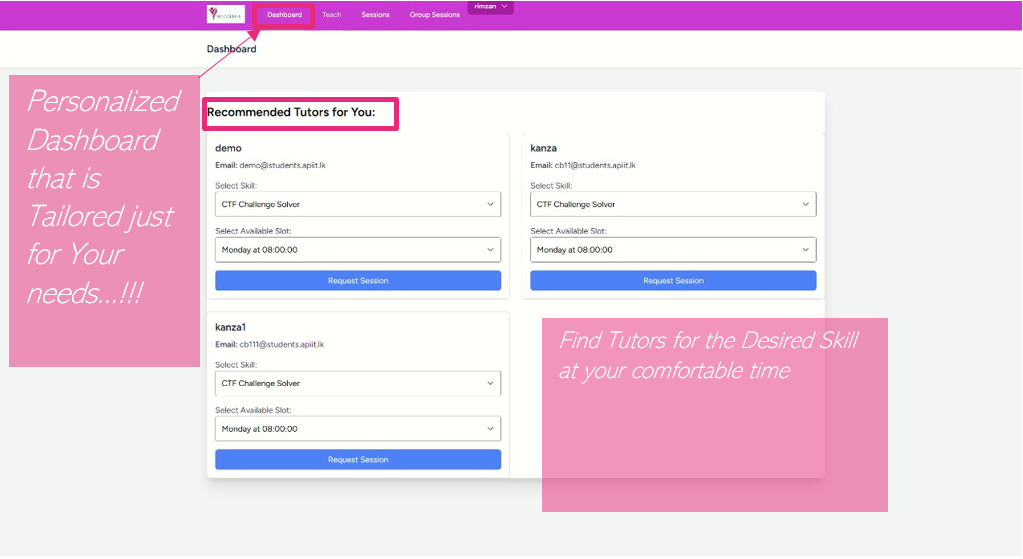 Dashboard Teach Sessions Group Sessions rimzan
Dashboard
Personalized
Dashboard
that is
Tailored just
for Your
needs...!!!
Recommended Tutors for You:
demo
Email: demo@students.apiit.lk
Select Skill:
CTF Challenge Solver
Select Available Slot:
Monday at 08:00:00
Request Session
kanza
Email: cb11@students.apiit.lk
Select Skill:
CTF Challenge Solver
Select Available Slot:
Monday at 08:00:00
Request Session
kanza1
Email: cb111@students.apiit.lk
Select Skill:
CTF Challenge Solver
Select Available Slot:
Monday at 08:00:00
Request Session
Find Tutors for the Desired Skill
at your comfortable time